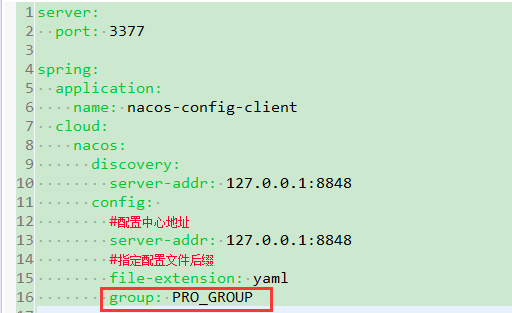 1 server:
2   port: 3377
3
4 spring:
5   application:
6     name: nacos-config-client
7   cloud:
8     nacos:
9       discovery:
10         server-addr: 127.0.0.1:8848
11       config:
12         #配置中心地址
13         server-addr: 127.0.0.1:8848
14         #指定配置文件后缀
15         file-extension: yaml
16         group: PRO_GROUP